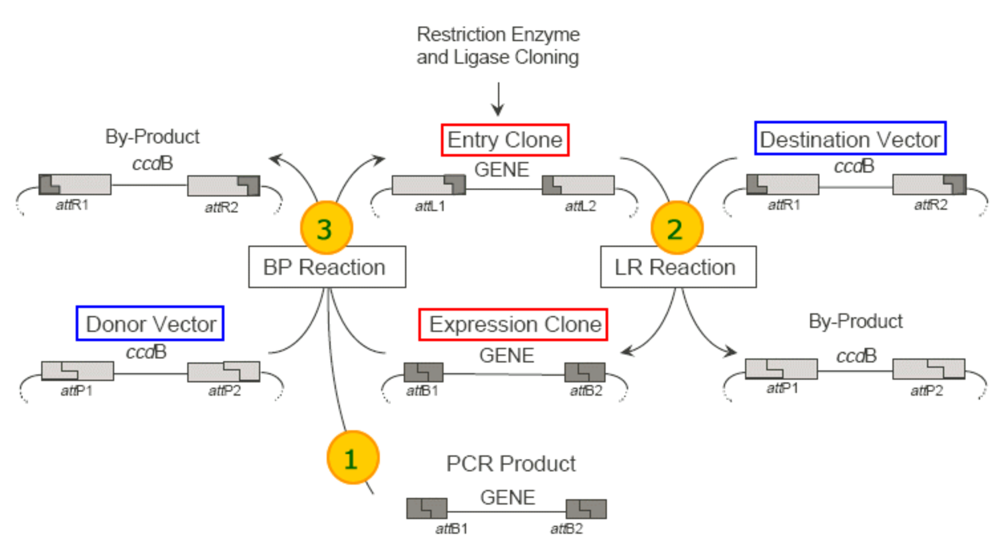 Restriction Enzyme
and Ligase Cloning
By-Product
ccdB
attR1
attR2
Entry Clone
GENE
attL1
attL2
Destination Vector
ccdB
attR1
attR2
3
BP Reaction
2
LR Reaction
Donor Vector
ccdB
attP1
attP2
Expression Clone
GENE
attB1
attB2
By-Product
ccdB
attP1
attP2
1
PCR Product
GENE
attB1
attB2